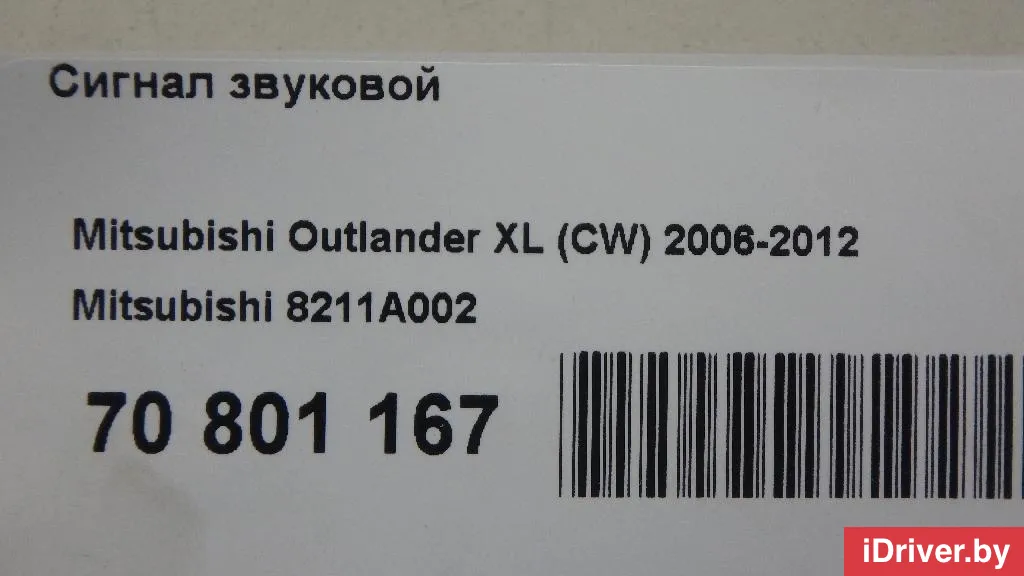 Сигнал звуковой
Mitsubishi Outlander XL (CW) 2006-2012
Mitsubishi 8211A002
70 801 167
iDriver.by